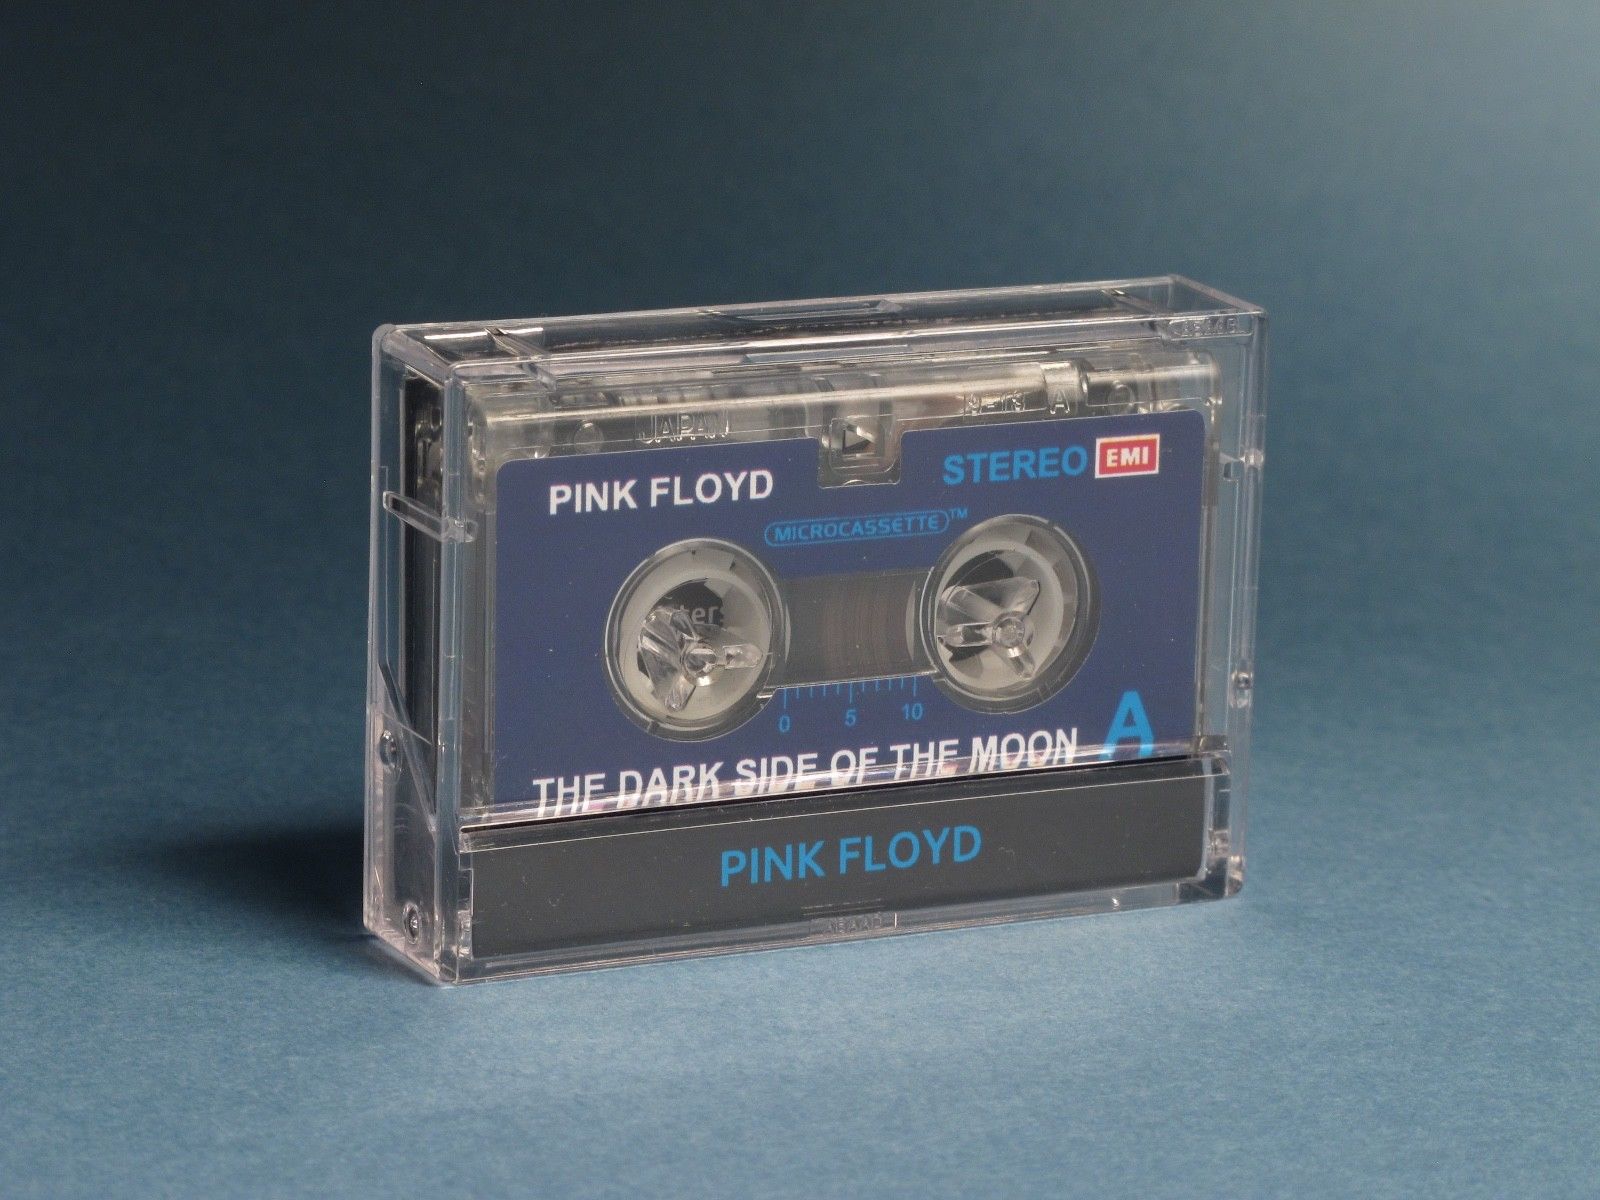 JAPAN
PINK FLOYD
STEREO EMI
MICROCASSETTE™
0 5 10
THE DARK SIDE OF THE MOON
A
PINK FLOYD